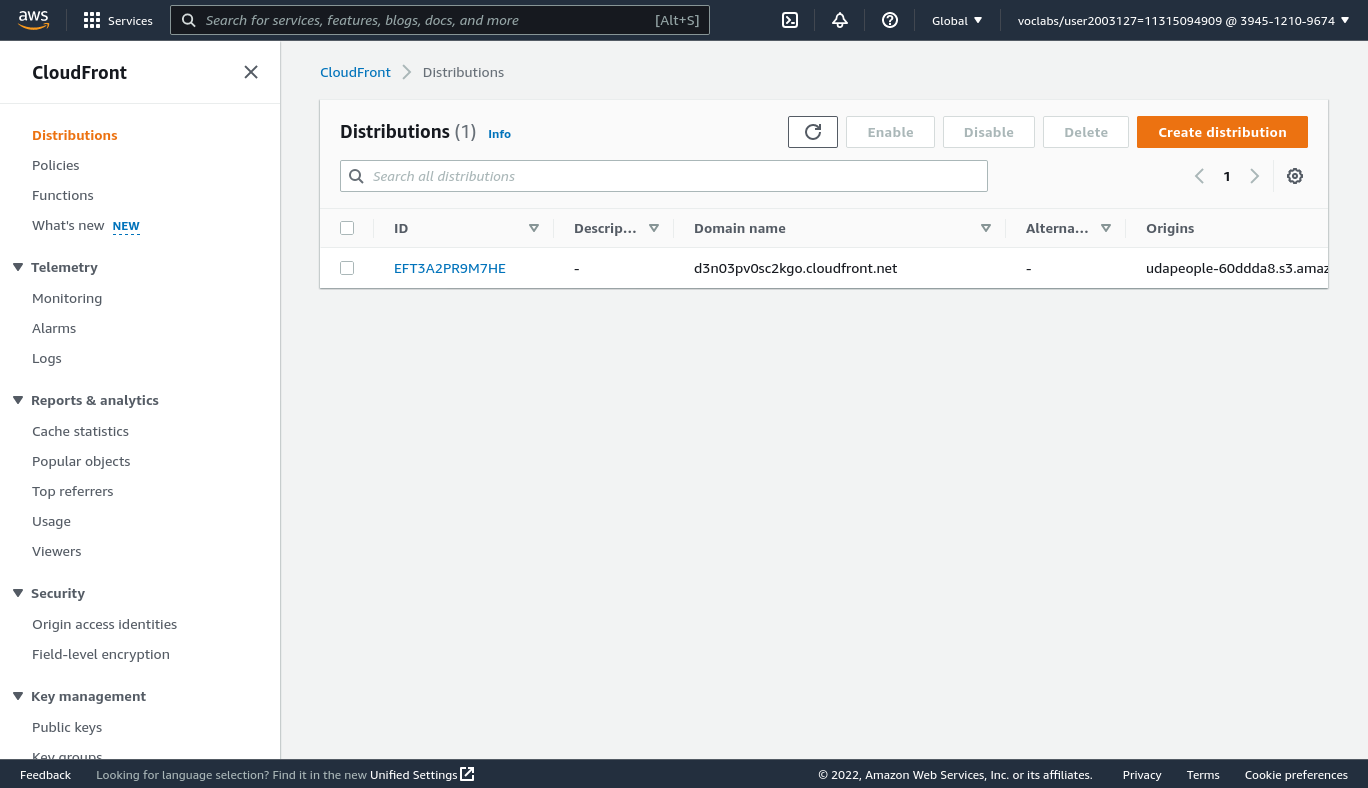 aws
Services
Search for services, features, blogs, docs, and more [Alt+S]
Global
voclabs/user2003127=11315094909 @ 3945-1210-9674
CloudFront
Distributions
Policies
Functions
What's new NEW
Telemetry
Monitoring
Alarms
Logs
Reports & analytics
Cache statistics
Popular objects
Top referrers
Usage
Viewers
Security
Origin access identities
Field-level encryption
Key management
Public keys
Key groups
CloudFront Distributions
Distributions (1) Info
Enable
Disable
Delete
Create distribution
Search all distributions
1
ID Descrip... Domain name Alterna... Origins
EFT3A2PR9M7HE - d3n03pv0sc2kgo.cloudfront.net - udapeople-60ddda8.s3.amaz
Feedback Looking for language selection? Find it in the new Unified Settings
© 2022, Amazon Web Services, Inc. or its affiliates. Privacy Terms Cookie preferences